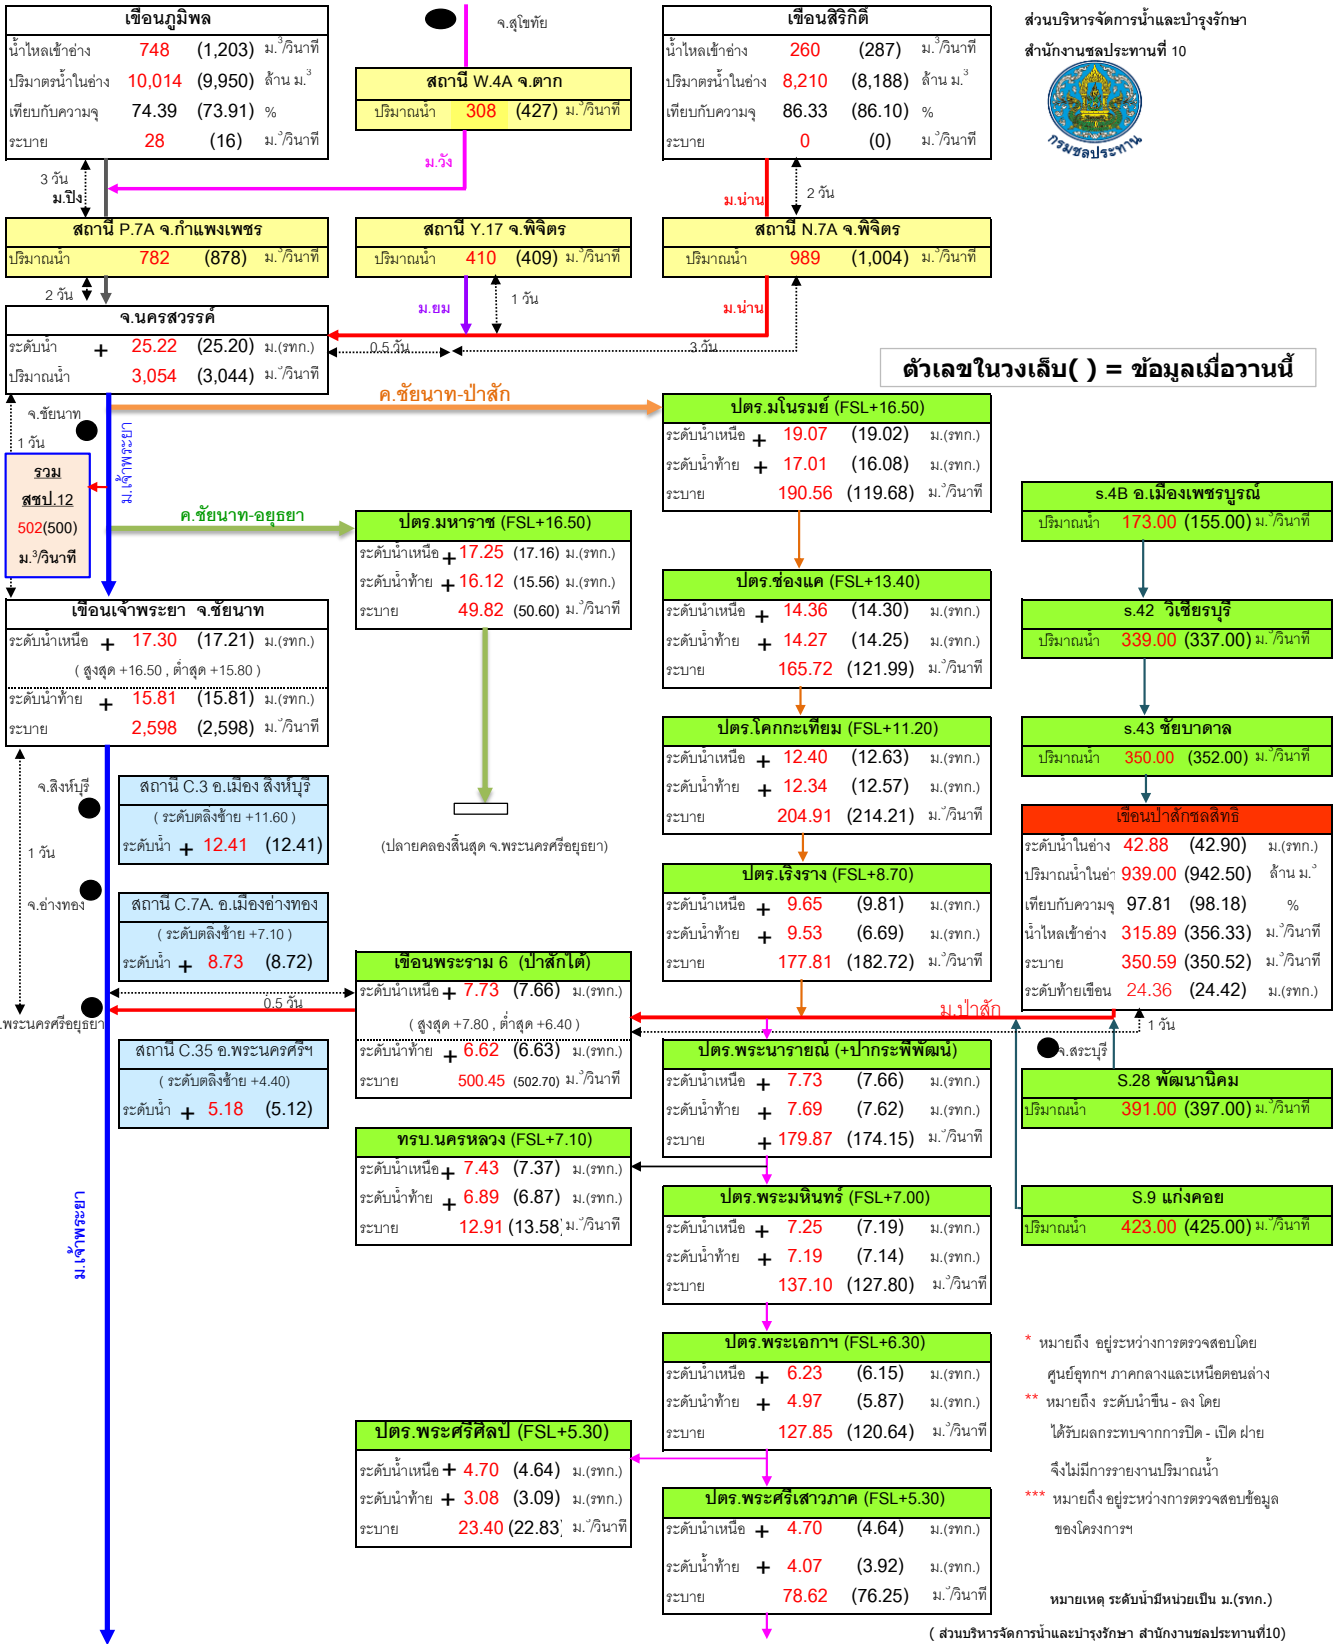 เขื่อนภูมิพล
น้ำไหลเข้าอ่าง 748 (1,203) ม.³/วินาที
ปริมาตรน้ำในอ่าง 10,014 (9,950) ล้าน ม.³
เทียบกับความจุ 74.39 (73.91) %
ระบาย 28 (16) ม.³/วินาที
จ.สุโขทัย
สถานี W.4A จ.ตาก
ปริมาณน้ำ 308 (427) ม.³/วินาที
ม.วัง
เขื่อนสิริกิติ์
น้ำไหลเข้าอ่าง 260 (287) ม.³/วินาที
ปริมาตรน้ำในอ่าง 8,210 (8,188) ล้าน ม.³
เทียบกับความจุ 86.33 (86.10) %
ระบาย 0 (0) ม.³/วินาที
ส่วนบริหารจัดการน้ำและบำรุงรักษา
สำนักงานชลประทานที่ 10
กรมชลประทาน
3 วัน
ม.ปิง
ม.น่าน
2 วัน
สถานี P.7A จ.กำแพงเพชร
ปริมาณน้ำ 782 (878) ม.³/วินาที
สถานี Y.17 จ.พิจิตร
ปริมาณน้ำ 410 (409) ม.³/วินาที
สถานี N.7A จ.พิจิตร
ปริมาณน้ำ 989 (1,004) ม.³/วินาที
2 วัน
ม.ยม
1 วัน
ม.น่าน
จ.นครสวรรค์
ระดับน้ำ + 25.22 (25.20) ม.(รทก.)
ปริมาณน้ำ 3,054 (3,044) ม.³/วินาที
0.5 วัน
3 วัน
ตัวเลขในวงเล็บ( ) = ข้อมูลเมื่อวานนี้
ค.ชัยนาท-ป่าสัก
จ.ชัยนาท
1 วัน
ม.เจ้าพระยา
รวม
สชป.12
502(500)
ม.³/วินาที
ค.ชัยนาท-อยุธยา
ปตร.มโนรมย์ (FSL+16.50)
ระดับน้ำเหนือ + 19.07 (19.02) ม.(รทก.)
ระดับน้ำท้าย + 17.01 (16.08) ม.(รทก.)
ระบาย 190.56 (119.68) ม.³/วินาที
ปตร.มหาราช (FSL+16.50)
ระดับน้ำเหนือ + 17.25 (17.16) ม.(รทก.)
ระดับน้ำท้าย + 16.12 (15.56) ม.(รทก.)
ระบาย 49.82 (50.60) ม.³/วินาที
s.4B อ.เมืองเพชรบูรณ์
ปริมาณน้ำ 173.00 (155.00) ม.³/วินาที
เขื่อนเจ้าพระยา จ.ชัยนาท
ระดับน้ำเหนือ + 17.30 (17.21) ม.(รทก.)
( สูงสุด +16.50 , ต่ำสุด +15.80 )
ระดับน้ำท้าย + 15.81 (15.81) ม.(รทก.)
ระบาย 2,598 (2,598) ม.³/วินาที
ปตร.ช่องแค (FSL+13.40)
ระดับน้ำเหนือ + 14.36 (14.30) ม.(รทก.)
ระดับน้ำท้าย + 14.27 (14.25) ม.(รทก.)
ระบาย 165.72 (121.99) ม.³/วินาที
s.42 วิเชียรบุรี
ปริมาณน้ำ 339.00 (337.00) ม.³/วินาที
ปตร.โคกกะเทียม (FSL+11.20)
ระดับน้ำเหนือ + 12.40 (12.63) ม.(รทก.)
ระดับน้ำท้าย + 12.34 (12.57) ม.(รทก.)
ระบาย 204.91 (214.21) ม.³/วินาที
s.43 ชัยบาดาล
ปริมาณน้ำ 350.00 (352.00) ม.³/วินาที
จ.สิงห์บุรี
1 วัน
จ.อ่างทอง
สถานี C.3 อ.เมือง สิงห์บุรี
( ระดับตลิ่งซ้าย +11.60 )
ระดับน้ำ + 12.41 (12.41)
(ปลายคลองสิ้นสุด จ.พระนครศรีอยุธยา)
เขื่อนป่าสักชลสิทธิ์
ระดับน้ำในอ่าง 42.88 (42.90) ม.(รทก.)
ปริมาณน้ำในอ่า 939.00 (942.50) ล้าน ม.³
เทียบกับความจุ 97.81 (98.18) %
น้ำไหลเข้าอ่าง 315.89 (356.33) ม.³/วินาที
ระบาย 350.59 (350.52) ม.³/วินาที
ระดับท้ายเขื่อน 24.36 (24.42) ม.(รทก.)
สถานี C.7A. อ.เมืองอ่างทอง
( ระดับตลิ่งซ้าย +7.10 )
ระดับน้ำ + 8.73 (8.72)
ปตร.เริงราง (FSL+8.70)
ระดับน้ำเหนือ + 9.65 (9.81) ม.(รทก.)
ระดับน้ำท้าย + 9.53 (6.69) ม.(รทก.)
ระบาย 177.81 (182.72) ม.³/วินาที
เขื่อนพระราม 6 (ป่าสักใต้)
ระดับน้ำเหนือ + 7.73 (7.66) ม.(รทก.)
( สูงสุด +7.80 , ต่ำสุด +6.40 )
ระดับน้ำท้าย + 6.62 (6.63) ม.(รทก.)
ระบาย 500.45 (502.70) ม.³/วินาที
0.5 วัน
.พระนครศรีอยุธยา
ม.ป่าสัก
1 วัน
จ.สระบุรี
สถานี C.35 อ.พระนครศรีฯ
( ระดับตลิ่งซ้าย +4.40)
ระดับน้ำ + 5.18 (5.12)
ปตร.พระนารายณ์ (+ปากระพีพัฒน์)
ระดับน้ำเหนือ + 7.73 (7.66) ม.(รทก.)
ระดับน้ำท้าย + 7.69 (7.62) ม.(รทก.)
ระบาย + 179.87 (174.15) ม.³/วินาที
S.28 พัฒนานิคม
ปริมาณน้ำ 391.00 (397.00) ม.³/วินาที
ทรบ.นครหลวง (FSL+7.10)
ระดับน้ำเหนือ + 7.43 (7.37) ม.(รทก.)
ระดับน้ำท้าย + 6.89 (6.87) ม.(รทก.)
ระบาย 12.91 (13.58) ม.³/วินาที
ม.เจ้าพระยา
ปตร.พระมหินทร์ (FSL+7.00)
ระดับน้ำเหนือ + 7.25 (7.19) ม.(รทก.)
ระดับน้ำท้าย + 7.19 (7.14) ม.(รทก.)
ระบาย 137.10 (127.80) ม.³/วินาที
S.9 แก่งคอย
ปริมาณน้ำ 423.00 (425.00) ม.³/วินาที
ปตร.พระเอกาฯ (FSL+6.30)
ระดับน้ำเหนือ + 6.23 (6.15) ม.(รทก.)
ระดับน้ำท้าย + 4.97 (5.87) ม.(รทก.)
ระบาย 127.85 (120.64) ม.³/วินาที
* หมายถึง อยู่ระหว่างการตรวจสอบโดย
ศูนย์อุทกฯ ภาคกลางและเหนือตอนล่าง
** หมายถึง ระดับน้ำขึ้น - ลง โดย
ได้รับผลกระทบจากการปิด - เปิด ฝาย
จึงไม่มีการรายงานปริมาณน้ำ
*** หมายถึง อยู่ระหว่างการตรวจสอบข้อมูล
ของโครงการฯ
ปตร.พระศรีศิลป์ (FSL+5.30)
ระดับน้ำเหนือ + 4.70 (4.64) ม.(รทก.)
ระดับน้ำท้าย + 3.08 (3.09) ม.(รทก.)
ระบาย 23.40 (22.83) ม.³/วินาที
ปตร.พระศรีเสาวภาค (FSL+5.30)
ระดับน้ำเหนือ + 4.70 (4.64) ม.(รทก.)
ระดับน้ำท้าย + 4.07 (3.92) ม.(รทก.)
ระบาย 78.62 (76.25) ม.³/วินาที
หมายเหตุ ระดับน้ำมีหน่วยเป็น ม.(รทก.)
( ส่วนบริหารจัดการน้ำและบำรุงรักษา สำนักงานชลประทานที่10)